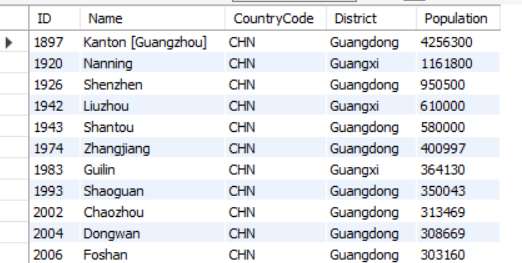 ID Name CountryCode District Population
1897 Kanton [Guangzhou] CHN Guangdong 4256300
1920 Nanning CHN Guangxi 1161800
1926 Shenzhen CHN Guangdong 950500
1942 Liuzhou CHN Guangxi 610000
1943 Shantou CHN Guangdong 580000
1974 Zhangjiang CHN Guangdong 400997
1983 Guilin CHN Guangxi 364130
1993 Shaoguan CHN Guangdong 350043
2002 Chaozhou CHN Guangdong 313469
2004 Dongwan CHN Guangdong 308669
2006 Foshan CHN Guangdong 303160